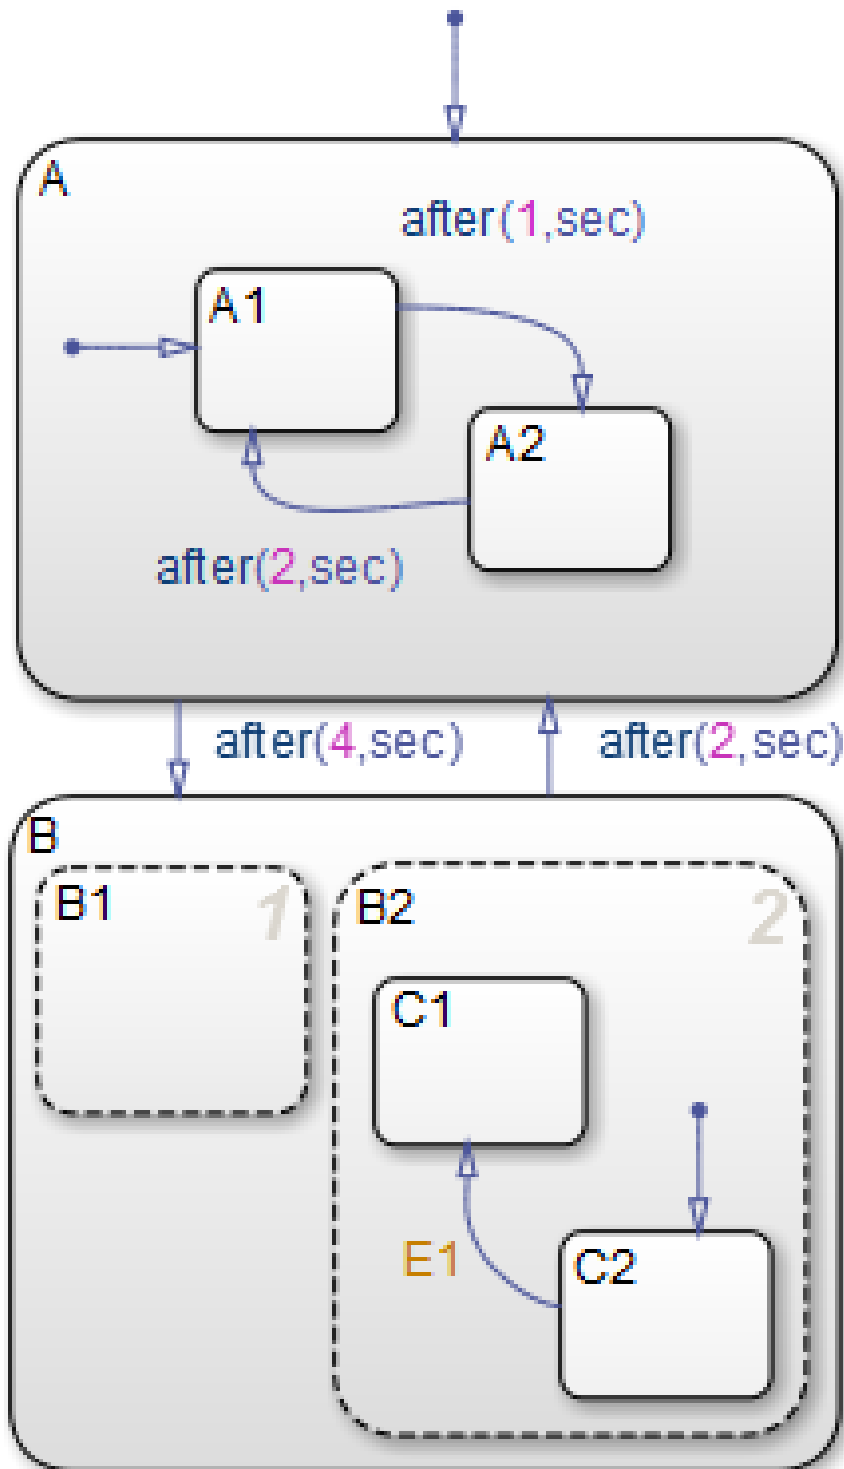 A
after(1,sec)
A1
A2
after(2,sec)
after(4,sec) after(2,sec)
B
B1 1 B2 2
C1
E1
C2